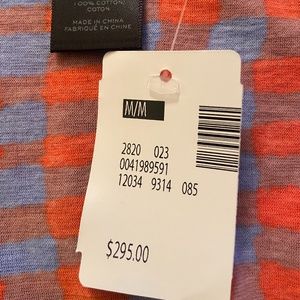 100% COTTON/
COTON
MADE IN CHINA
FABRIQUÉ EN CHINE
M/M
2820 023
0041989591
12034 9314 085
$295.00